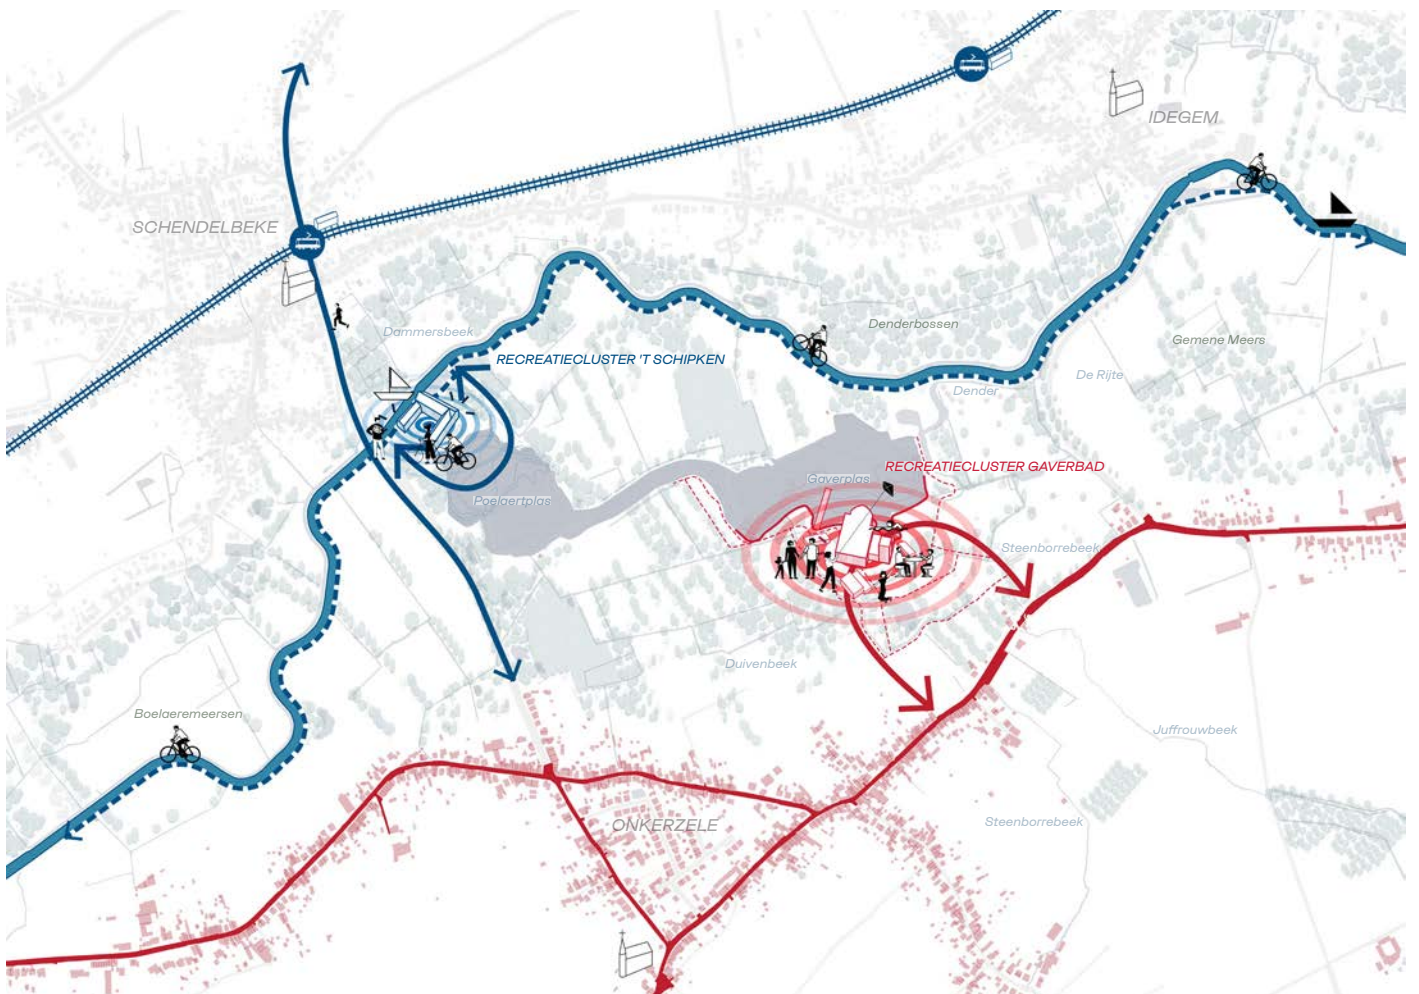 IDEGEM
SCHENDELBEKE
Dammersbeek
Denderbossen
Gemene Meers
RECREATIECLUSTER 'T SCHIPKEN
De Rijte
Dender
RECREATIECLUSTER GAVERBAD
Gaverplas
Poelaertplas
Steenborrebeek
Duivenbeek
Boelaeremeersen
Juffrouwbeek
Steenborrebeek
ONKERZELE